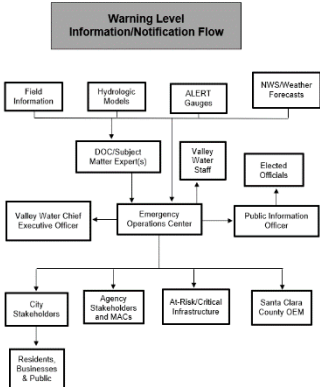 Warning Level
Information/Notification Flow
Field
Information
Hydrologic
Models
ALERT
Gauges
NWS/Weather
Forecasts
DOC/Subject
Matter Expert(s)
Valley
Water
Staff
Elected
Officials
Valley Water Chief
Executive Officer
Emergency
Operations Center
Public Information
Officer
City
Stakeholders
Agency
Stakeholders
and MACs
At-Risk/Critical
Infrastructure
Santa Clara
County OEM
Residents,
Businesses
& Public